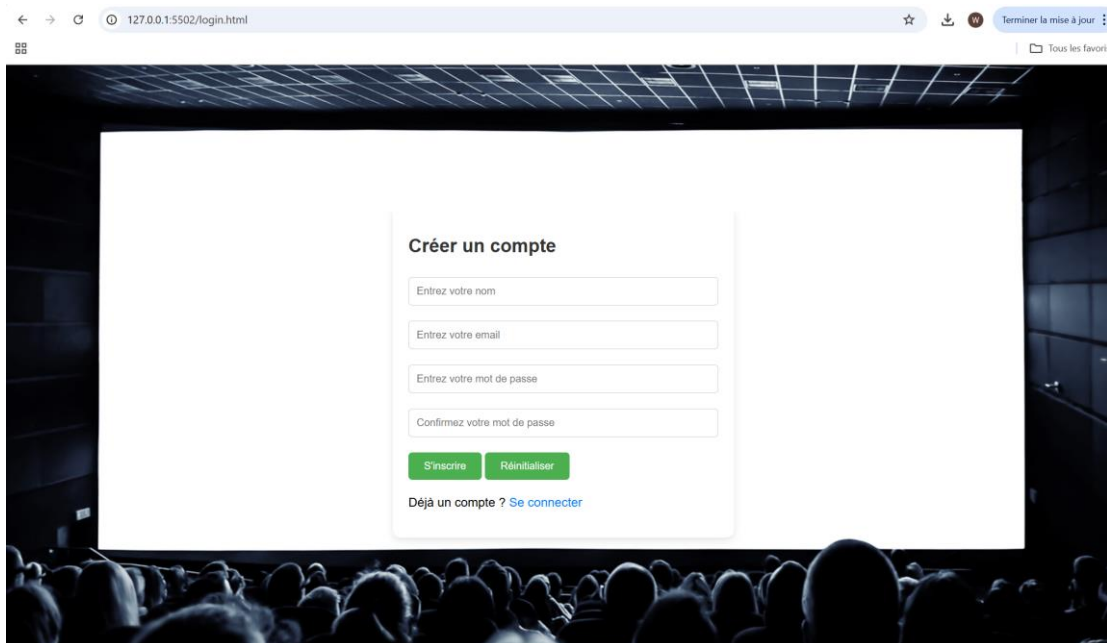 127.0.0.1:5502/login.html
W
Terminer la mise à jour
Tous les favori
Créer un compte
Entrez votre nom
Entrez votre email
Entrez votre mot de passe
Confirmez votre mot de passe
S'inscrire Réinitialiser
Déjà un compte ? Se connecter